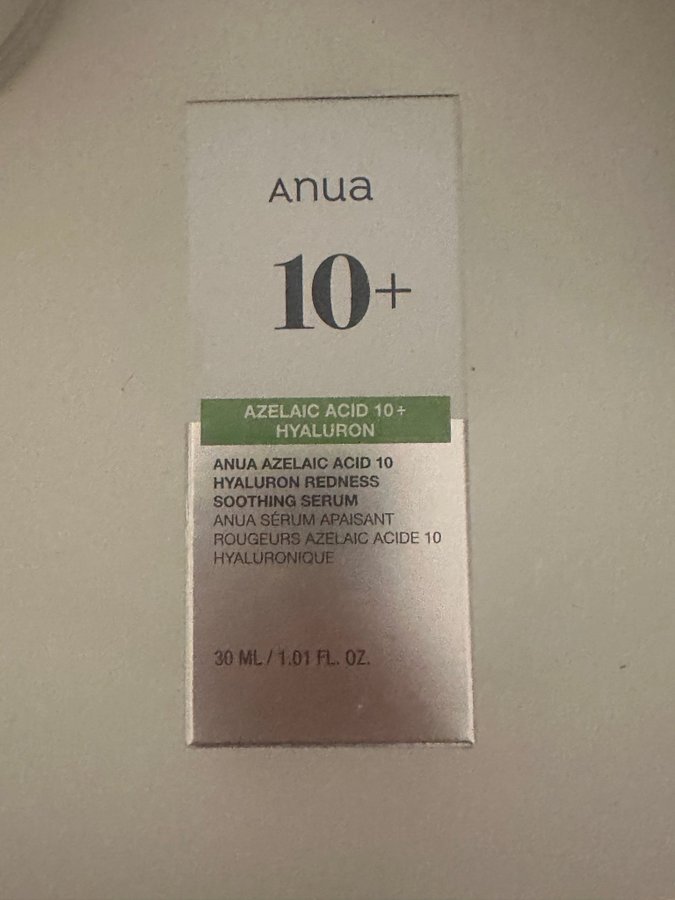 Anua
10+
AZELAIC ACID 10+
HYALURON
ANUA AZELAIC ACID 10
HYALURON REDNESS
SOOTHING SERUM
ANUA SÉRUM APAISANT
ROUGEURS AZELAIC ACIDE 10
HYALURONIQUE
30 ML / 1.01 FL. OZ.